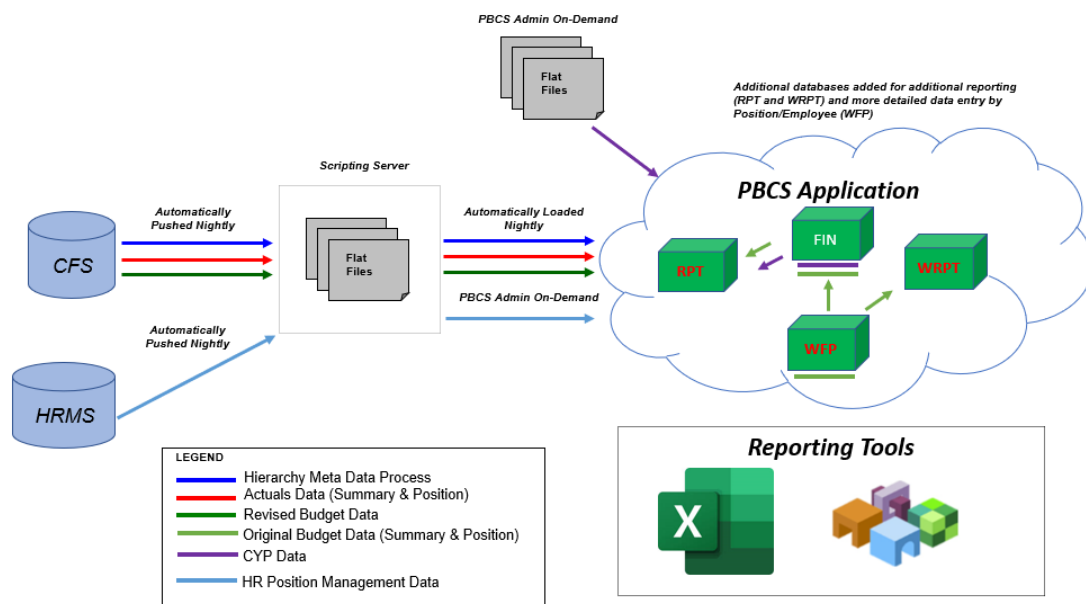 PBCS Admin On-Demand
Flat
Files
Additional databases added for additional reporting
(RPT and WRPT) and more detailed data entry by
Position/Employee (WFP)
Scripting Server
PBCS Application
Automatically
Pushed Nightly
Automatically Loaded
Nightly
CFS
Flat
Files
FIN
RPT
WRPT
PBCS Admin On-Demand
Automatically
Pushed Nightly
WFP
HRMS
LEGEND
Hierarchy Meta Data Process
Actuals Data (Summary & Position)
Revised Budget Data
Original Budget Data (Summary & Position)
CYP Data
HR Position Management Data
Reporting Tools
X